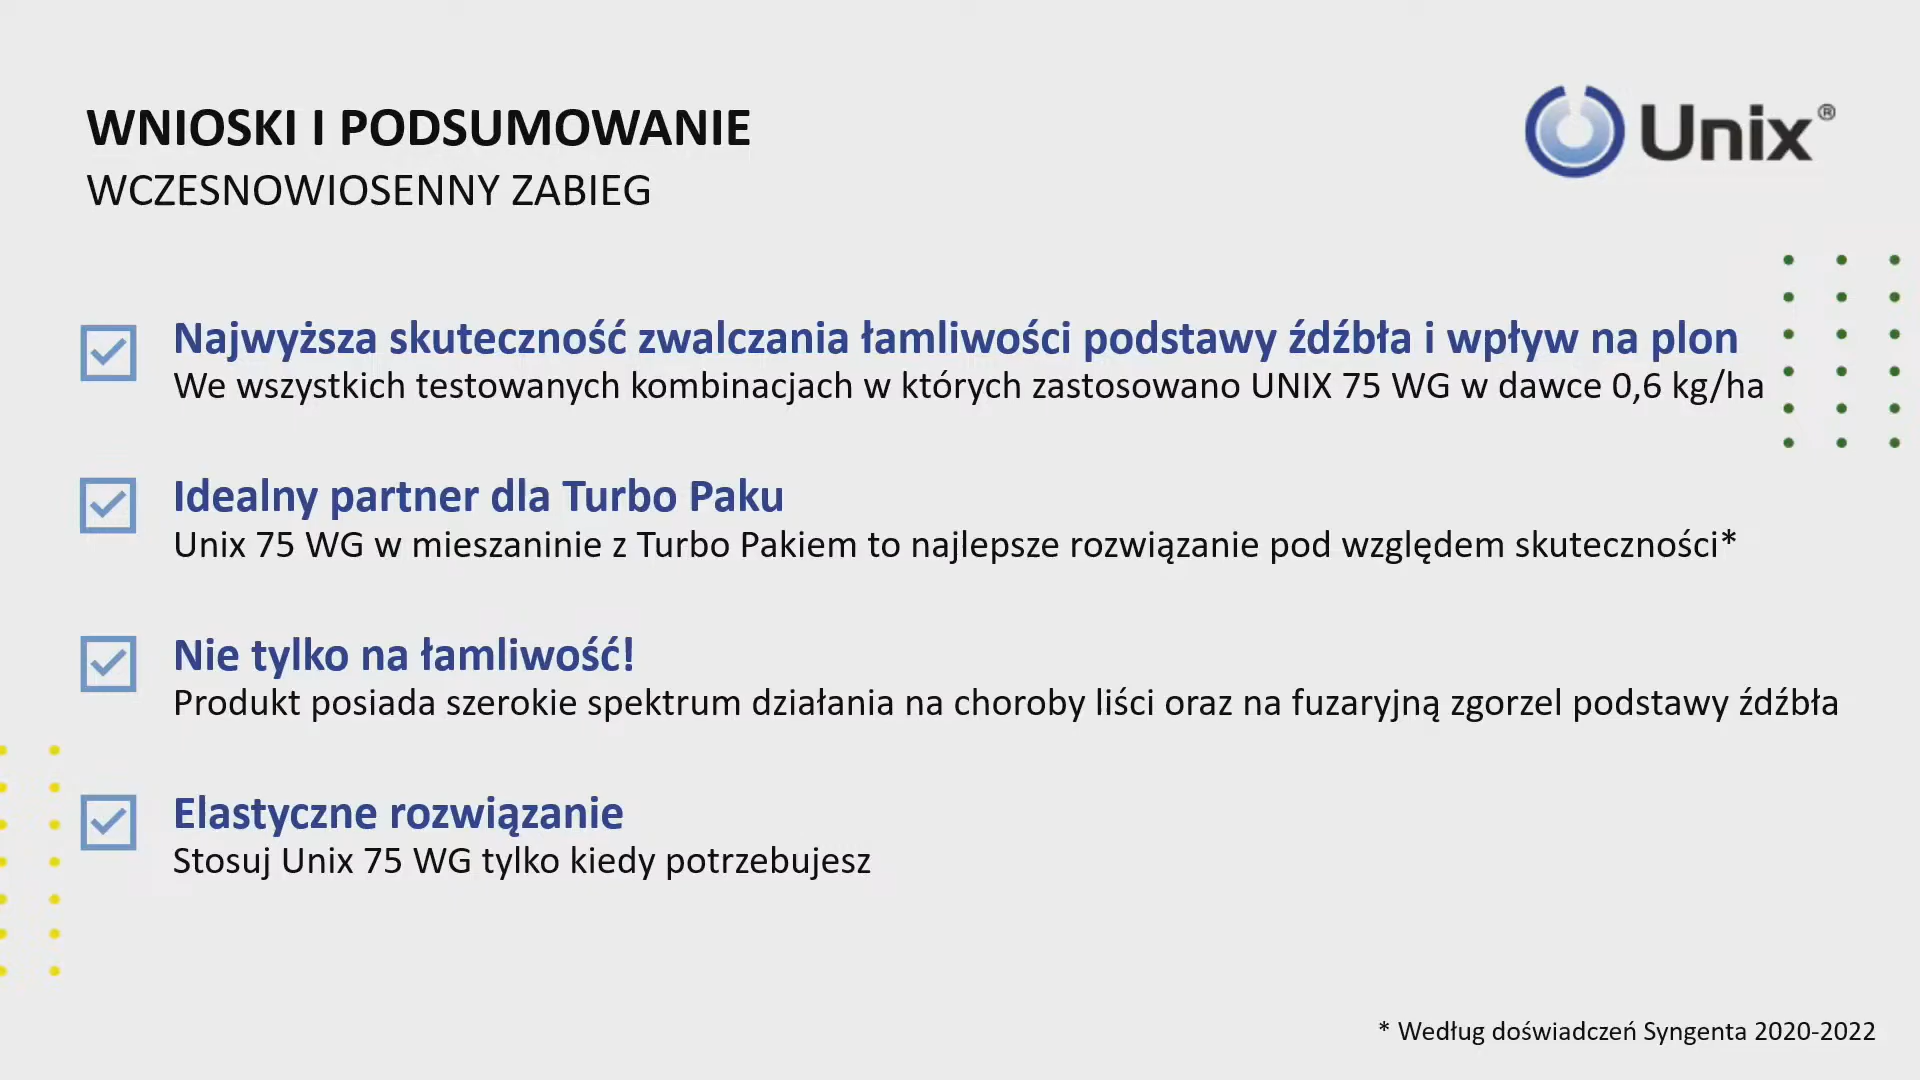 WNIOSKI I PODSUMOWANIE
WCZESNOWIOSENNY ZABIEG
Unix®
Najwyższa skuteczność zwalczania łamliwości podstawy źdźbła i wpływ na plon
We wszystkich testowanych kombinacjach w których zastosowano UNIX 75 WG w dawce 0,6 kg/ha
Idealny partner dla Turbo Paku
Unix 75 WG w mieszaninie z Turbo Pakiem to najlepsze rozwiązanie pod względem skuteczności*
Nie tylko na łamliwość!
Produkt posiada szerokie spektrum działania na choroby liści oraz na fuzaryjną zgorzel podstawy źdźbła
Elastyczne rozwiązanie
Stosuj Unix 75 WG tylko kiedy potrzebujesz
* Według doświadczeń Syngenta 2020-2022